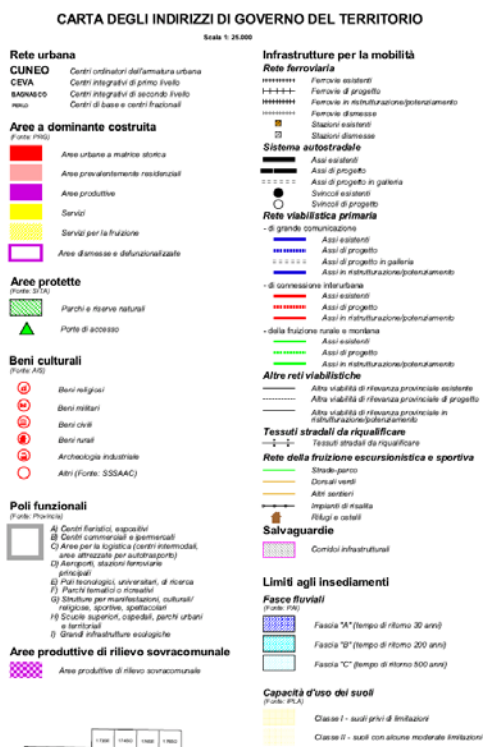 CARTA DEGLI INDIRIZZI DI GOVERNO DEL TERRITORIO
Scala 1: 25.000
Rete urbana
CUNEO Centri ordinatori dell'armatura urbana
CEVA Centri integrativi di primo livello
BAGNASCO Centri integrativi di secondo livello
Centri di base e centri frazionali
Aree a dominante costruita
(Fonte: PRG)
Aree urbane a matrice storica
Aree prevalentemente residenziali
Aree produttive
Servizi
Servizi per la fruizione
Aree dismesse e defunzionalizzate
Aree protette
(Fonte: SITA)
Parchi e riserve naturali
Porte di accesso
Beni culturali
(Fonte: AIS)
Beni religiosi
Beni militari
Beni civili
Beni rurali
Archeologia industriale
Altri (Fonte: SSSAAC)
Poli funzionali
(Fonte: Provincia)
A) Centri fieristici, espositivi
B) Centri commerciali e ipermercati
C) Aree per la logistica (centri intermodali,
aree attrezzate per autotrasporto)
D) Aeroporti, stazioni ferroviarie
principali
E) Poli tecnologici, universitari, di ricerca
F) Parchi tematici o ricreativi
G) Strutture per manifestazioni, culturali/
religiose, sportive, spettacolari
H) Scuole superiori, ospedali, parchi urbani
e territoriali
I) Grandi infrastrutture ecologiche
Aree produttive di rilievo sovracomunale
Aree produttive di rilievo sovracomunale
Infrastrutture per la mobilità
Rete ferroviaria
Ferrovie esistenti
Ferrovie di progetto
Ferrovie in ristrutturazione/potenziamento
Ferrovie dismesse
Stazioni esistenti
Stazioni dismesse
Sistema autostradale
Assi esistenti
Assi di progetto
Assi di progetto in galleria
Svincoli esistenti
Svincoli di progetto
Rete viabilistica primaria
- di grande comunicazione
Assi esistenti
Assi di progetto
Assi di progetto in galleria
Assi in ristrutturazione/potenziamento
- di connessione interurbana
Assi esistenti
Assi di progetto
Assi in ristrutturazione/potenziamento
- della fruizione rurale e montana
Assi esistenti
Assi di progetto
Assi in ristrutturazione/potenziamento
Altre reti viabilistiche
Altra viabilità di rilevanza provinciale esistente
Altra viabilità di rilevanza provinciale di progetto
Altra viabilità di rilevanza provinciale in
ristrutturazione/potenziamento
Tessuti stradali da riqualificare
Tessuti stradali da riqualificare
Rete della fruizione escursionistica e sportiva
Strade-parco
Dorsali verdi
Altri sentieri
Impianti di risalita
Rifugi e ostelli
Salvaguardie
Corridoi infrastrutturali
Limiti agli insediamenti
Fasce fluviali
(Fonte: PAI)
Fascia "A" (tempo di ritorno 30 anni)
Fascia "B" (tempo di ritorno 200 anni)
Fascia "C" (tempo di ritorno 500 anni)
Capacità d'uso dei suoli
(Fonte: IPLA)
Classe I - suoli privi di limitazioni
Classe II - suoli con alcune moderate limitazioni